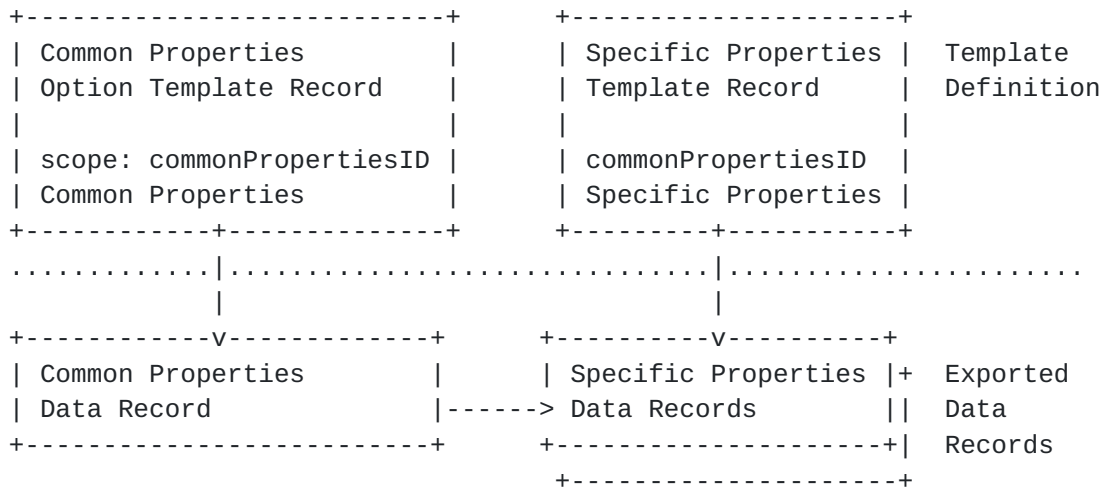 +------------------------+      +---------------------+
| Common Properties         |      | Specific Properties |  Template
| Option Template Record    |      | Template Record     |  Definition
|                           |      |                     |
| scope: commonPropertiesID |      | commonPropertiesID  |
| Common Properties         |      | Specific Properties |
+------------+--------------+      +---------+-----------+
.............|.................................|........................
             |                                 |
+------------v-------------+      +----------v----------+
| Common Properties        |      | Specific Properties |+  Exported
| Data Record              |------> Data Records        ||  Data
+--------------------------+      +---------------------+|  Records
                                   +---------------------+